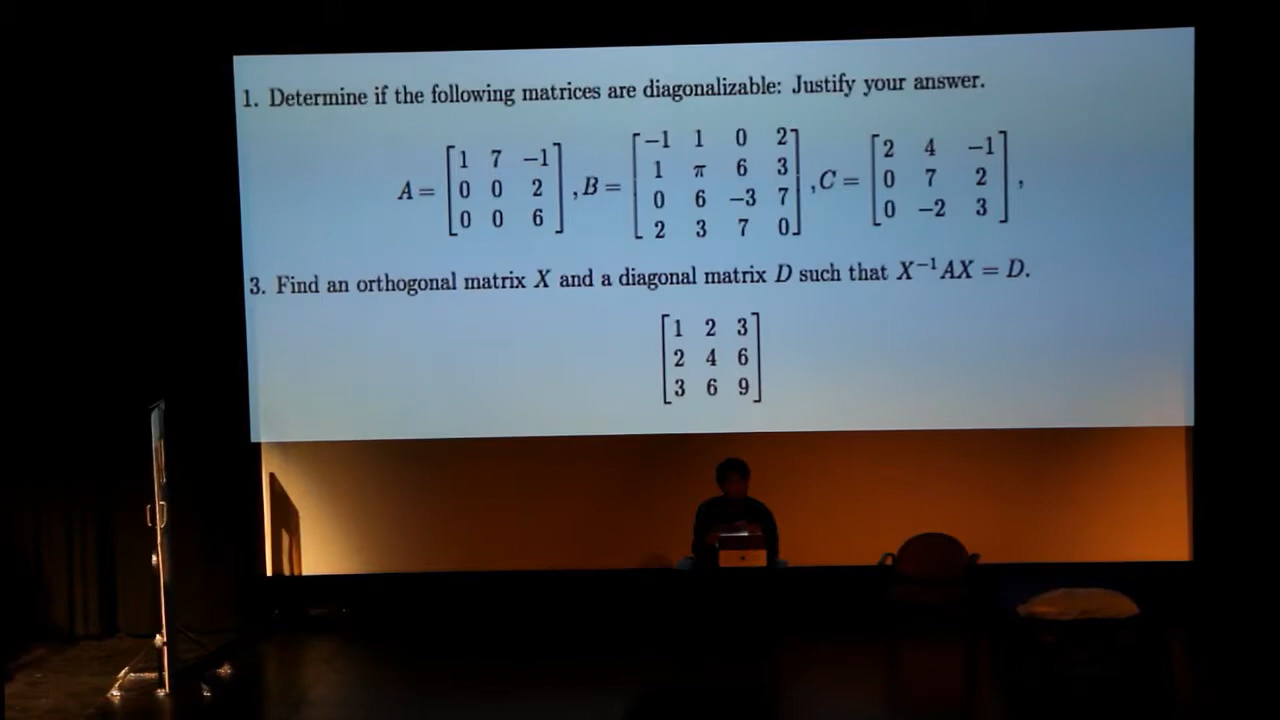 1. Determine if the following matrices are diagonalizable: Justify your answer.
A = [1 7 −1; 0 0 2; 0 0 6], B = [−1 1 0 2; 1 π 6 3; 0 6 −3 7; 2 3 7 0], C = [2 4 −1; 0 7 2; 0 −2 3],
3. Find an orthogonal matrix X and a diagonal matrix D such that X⁻¹AX = D.
[1 2 3; 2 4 6; 3 6 9]